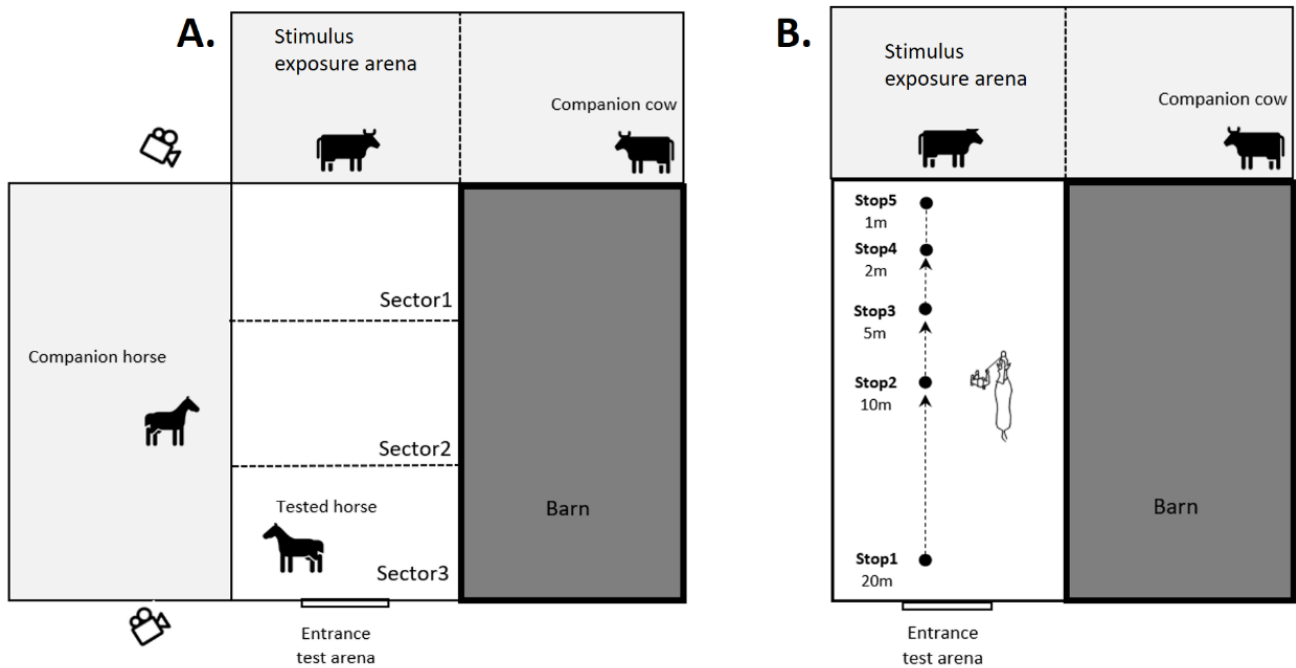 A.
Stimulus
exposure arena
Companion cow
Sector1
Companion horse
Sector2
Tested horse
Barn
Sector3
Entrance
test arena
B.
Stimulus
exposure arena
Companion cow
Stop5
1m
Stop4
2m
Stop3
5m
Stop2
10m
Barn
Stop1
20m
Entrance
test arena